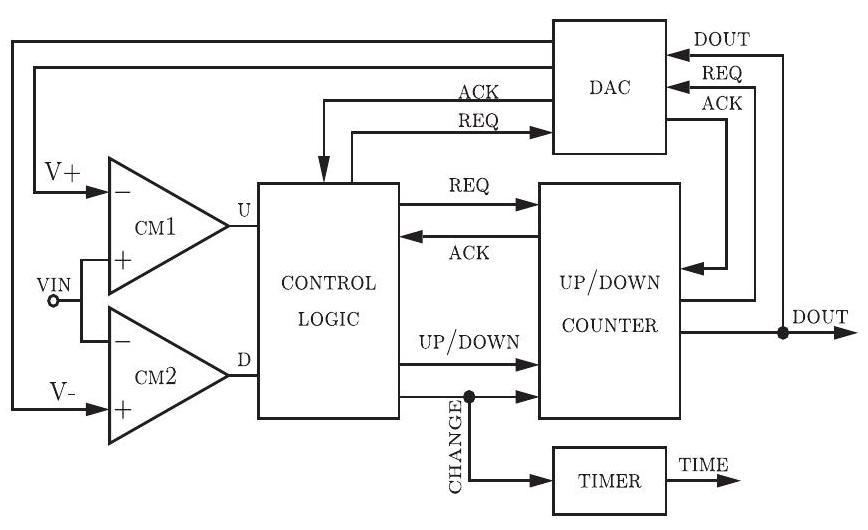 DOUT
DAC
REQ
ACK
ACK
REQ
V+
−
CM1
+
U
REQ
ACK
VIN
CONTROL
LOGIC
UP/DOWN
COUNTER
−
CM2
+
V-
D
UP/DOWN
DOUT
CHANGE
TIMER
TIME